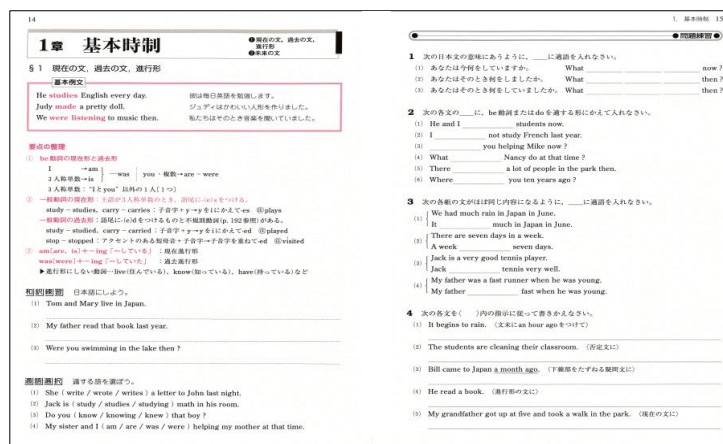 14
1章 基本時制
❶現在の文,過去の文,
進行形
❷未来の文
§1 現在の文,過去の文,進行形
基本例文
He studies English every day. 彼は毎日英語を勉強します。
Judy made a pretty doll. ジュディはかわいい人形を作りました。
We were listening to music then. 私たちはそのとき音楽を聞いていました。
要点の整理
① be動詞の現在形と過去形
I →am
3人称単数→is
—was
you・複数→are – were
3人称単数:"Iとyou" 以外の1人(1つ)
② 一般動詞の現在形:主語が3人称単数のとき,語尾に-(e)sをつける。
study – studies, carry – carries:子音字+y→yをiにかえて-es ㊟plays
一般動詞の過去形:語尾に-(e)dをつけるものと不規則動詞(p. 192参照)がある。
study – studied, carry – carried:子音字+y→yをiにかえて-ed ㊟played
stop – stopped:アクセントのある短母音+子音字→子音字を重ねて-ed ㊟visited
③ am(are, is)+~ing「~している」:現在進行形
was(were)+~ing「~していた」:過去進行形
▶進行形にしない動詞…live(住んでいる), know(知っている), have(持っている)など
和訳練習 日本語にしよう。
(1) Tom and Mary live in Japan.
(2) My father read that book last year.
(3) Were you swimming in the lake then ?
適語選択 適する語を選ぼう。
(1) She ( write / wrote / writes ) a letter to John last night.
(2) Jack is ( study / studies / studying ) math in his room.
(3) Do you ( know / knowing / knew ) that boy ?
(4) My sister and I ( am / are / was / were ) helping my mother at that time.
1. 基本時制 15
●問題練習●
1 次の日本文の意味にあうように,___に適語を入れなさい。
(1) あなたは今何をしていますか。 What ______ ______ ______ now ?
(2) あなたはそのとき何をしましたか。 What ______ ______ ______ then ?
(3) あなたはそのとき何をしていましたか。 What ______ ______ ______ then ?
2 次の各文の___に,be動詞またはdoを適する形にかえて入れなさい。
(1) He and I ________ students now.
(2) I ________ not study French last year.
(3) ________ you helping Mike now ?
(4) What ________ Nancy do at that time ?
(5) There ________ a lot of people in the park then.
(6) Where ________ you ten years ago ?
3 次の各組の文がほぼ同じ内容になるように,___に適語を入れなさい。
(1) We had much rain in Japan in June.
It ________ much in Japan in June.
(2) There are seven days in a week.
A week ________ seven days.
(3) Jack is a very good tennis player.
Jack ________ tennis very well.
(4) My father was a fast runner when he was young.
My father ________ fast when he was young.
4 次の各文を( )内の指示に従って書きかえなさい。
(1) It begins to rain. (文末にan hour agoをつけて)
(2) The students are cleaning their classroom. (否定文に)
(3) Bill came to Japan a month ago. (下線部をたずねる疑問文に)
(4) He read a book. (進行形の文に)
(5) My grandfather got up at five and took a walk in the park. (現在の文に)